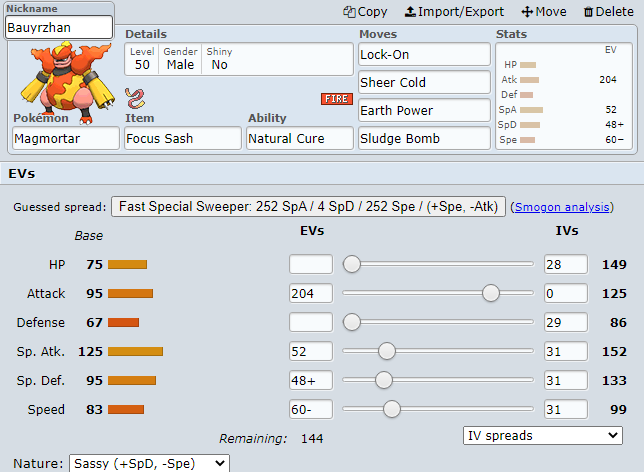 Nickname
Copy Import/Export Move Delete
Bauyrzhan
Details Moves Stats
Level Gender Shiny
50 Male No
Lock-On
EV
HP
Sheer Cold
Atk 204
Def
FIRE
Earth Power
SpA 52
Pokémon Item Ability
SpD 48+
Magmortar Focus Sash Natural Cure Sludge Bomb
Spe 60−
EVs
Guessed spread: Fast Special Sweeper: 252 SpA / 4 SpD / 252 Spe / (+Spe, -Atk) (Smogon analysis)
Base EVs IVs
HP 75 28 149
Attack 95 204 0 125
Defense 67 29 86
Sp. Atk. 125 52 31 152
Sp. Def. 95 48+ 31 133
Speed 83 60- 31 99
Remaining: 144 IV spreads
Nature: Sassy (+SpD, -Spe)